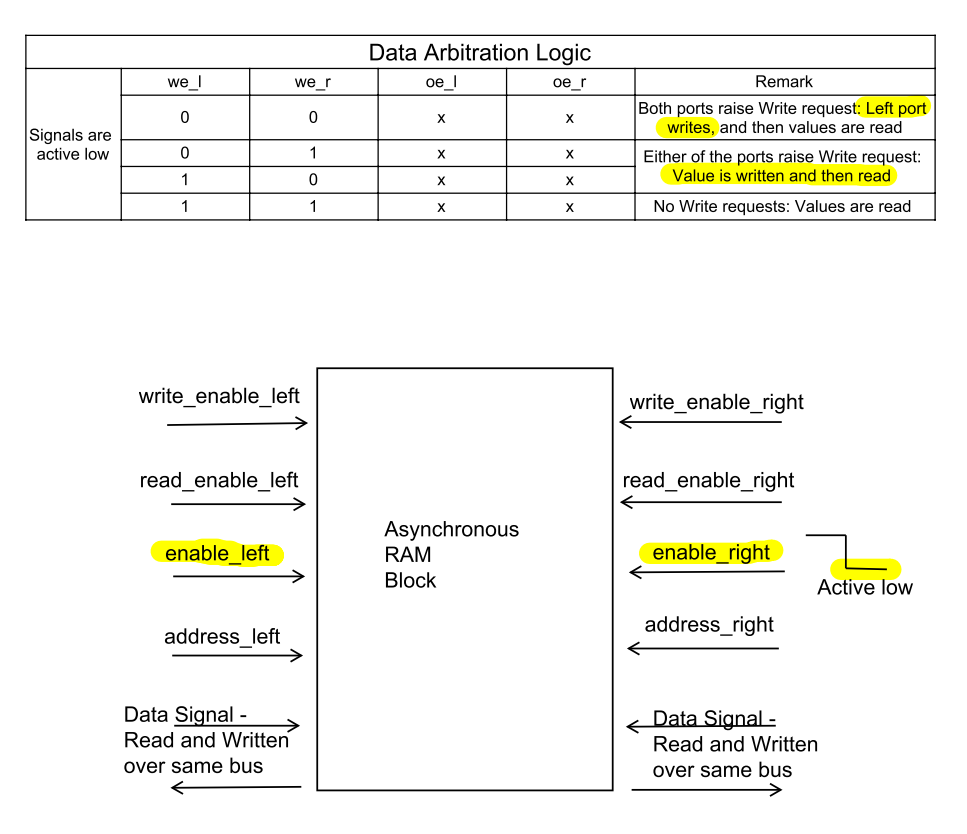 Data Arbitration Logic
Signals are
active low
we_l we_r oe_l oe_r Remark
0 0 x x
Both ports raise Write request: Left port
writes, and then values are read
0 1 x x
Either of the ports raise Write request:
Value is written and then read
1 0 x x
1 1 x x No Write requests: Values are read
write_enable_left
write_enable_right
read_enable_left
read_enable_right
Asynchronous
RAM
Block
enable_left
enable_right
Active low
address_left
address_right
Data Signal -
Read and Written
over same bus
Data Signal -
Read and Written
over same bus